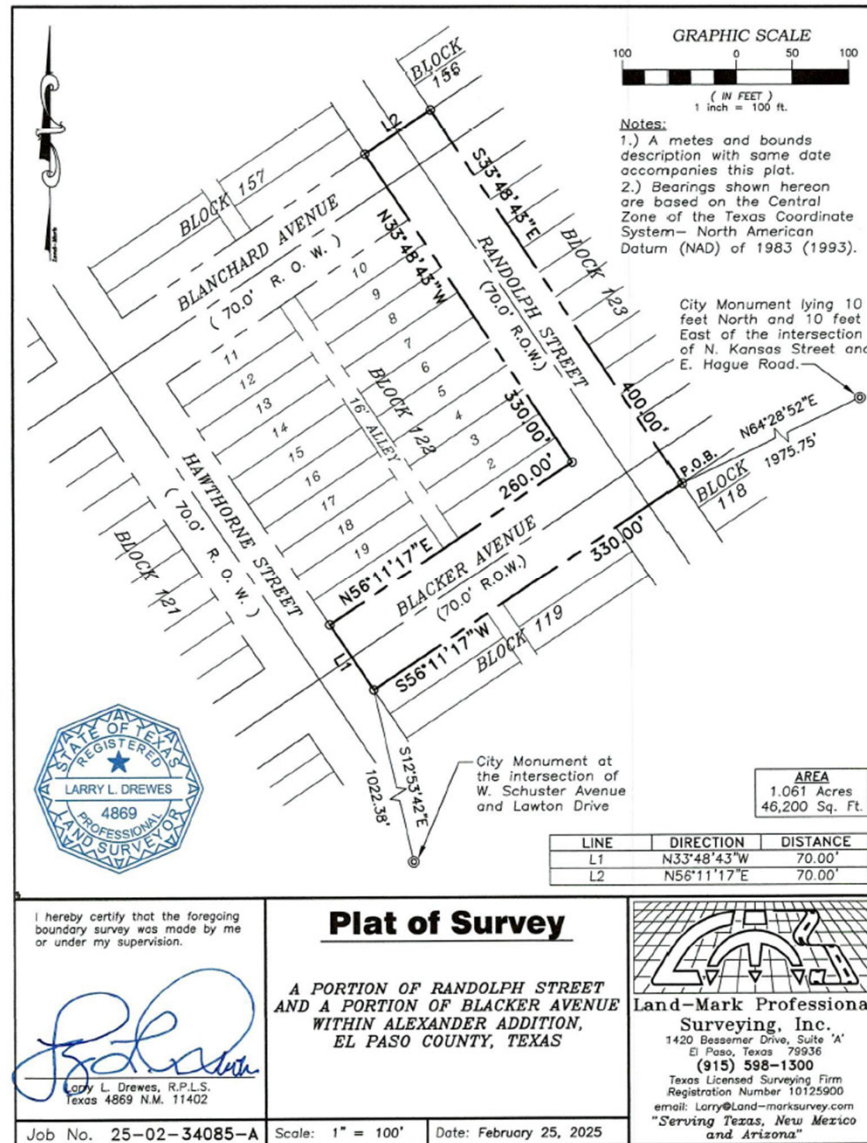 GRAPHIC SCALE
100 0 50 100
( IN FEET )
1 inch = 100 ft.
Notes:
1.) A metes and bounds
description with same date
accompanies this plat.
2.) Bearings shown hereon
are based on the Central
Zone of the Texas Coordinate
System— North American
Datum (NAD) of 1983 (1993).
City Monument lying 10
feet North and 10 feet
East of the intersection
of N. Kansas Street and
E. Hague Road.
BLOCK
156
L2
BLOCK 157
BLANCHARD AVENUE
( 70.0' R. O. W. )
S33°48'43"E
N33°48'43"W
RANDOLPH STREET
(70.0' R.O.W.)
BLOCK 123
400.00'
330.00'
N64°28'52"E
1975.75'
P.O.B.
BLOCK
118
10
9
8
7
6
5
4
3
2
11
12
13
14
15
16
17
18
19
BLOCK 122
16' ALLEY
HAWTHORNE STREET
( 70.0' R. O. W. )
BLOCK 121
260.00'
N56°11'17"E
BLACKER AVENUE
(70.0' R.O.W.)
330.00'
S56°11'17"W
BLOCK 119
L1
S12°53'42"E
1022.38'
City Monument at
the intersection of
W. Schuster Avenue
and Lawton Drive
Land-Mark
STATE OF TEXAS
REGISTERED
LARRY L. DREWES
4869
PROFESSIONAL
LAND SURVEYOR
AREA
1.061 Acres
46,200 Sq. Ft.
LINE DIRECTION DISTANCE
L1 N33°48'43"W 70.00'
L2 N56°11'17"E 70.00'
I hereby certify that the foregoing
boundary survey was made by me
or under my supervision.
Larry L. Drewes, R.P.L.S.
Texas 4869 N.M. 11402
Job No. 25-02-34085-A
Plat of Survey
A PORTION OF RANDOLPH STREET
AND A PORTION OF BLACKER AVENUE
WITHIN ALEXANDER ADDITION,
EL PASO COUNTY, TEXAS
Scale: 1" = 100'
Date: February 25, 2025
Land-Mark Professiona
Surveying, Inc.
1420 Bessemer Drive, Suite 'A'
El Paso, Texas 79936
(915) 598-1300
Texas Licensed Surveying Firm
Registration Number 10125900
email: Larry@Land-marksurvey.com
"Serving Texas, New Mexico
and Arizona"